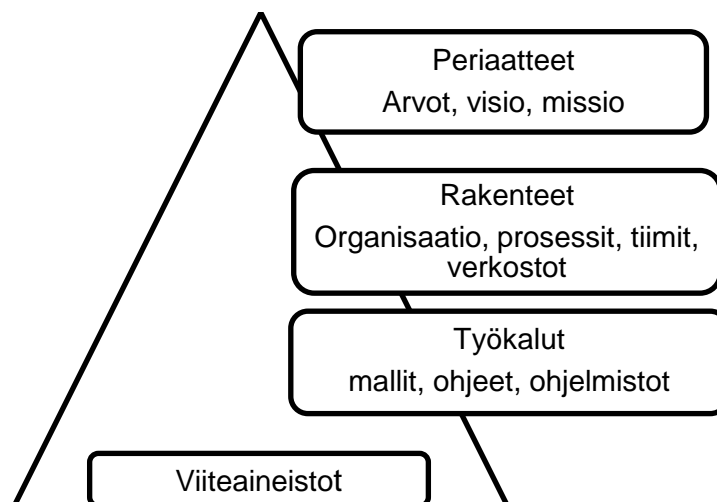 Periaatteet
Arvot, visio, missio
Rakenteet
Organisaatio, prosessit, tiimit,
verkostot
Työkalut
mallit, ohjeet, ohjelmistot
Viiteaineistot